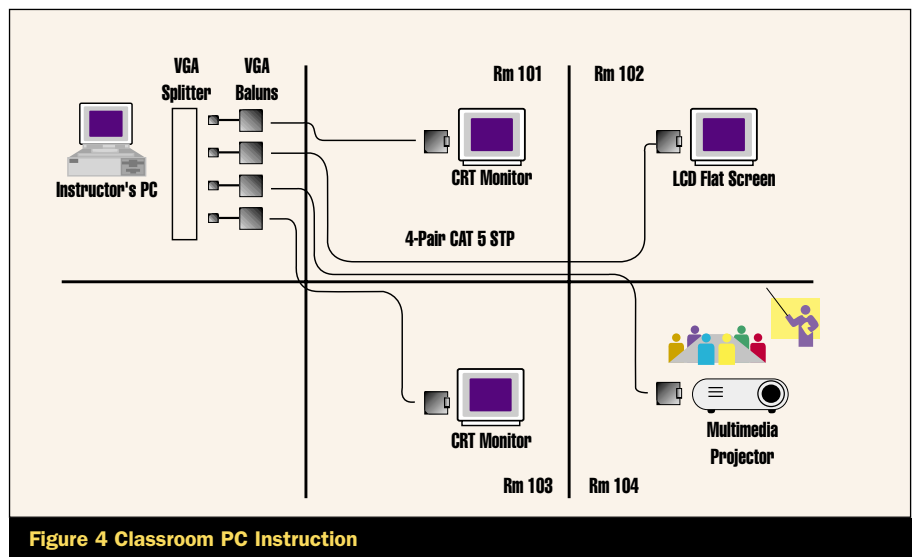 VGA
Splitter
VGA
Baluns
Rm 101
Rm 102
Instructor's PC
CRT Monitor
LCD Flat Screen
4-Pair CAT 5 STP
CRT Monitor
Multimedia
Projector
Rm 103
Rm 104
Figure 4 Classroom PC Instruction